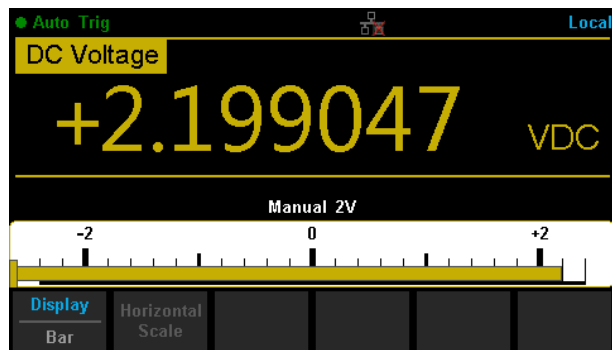 Auto Trig Local
DC Voltage
+2.199047 VDC
Manual 2V
-2 0 +2
Display Horizontal
Bar Scale